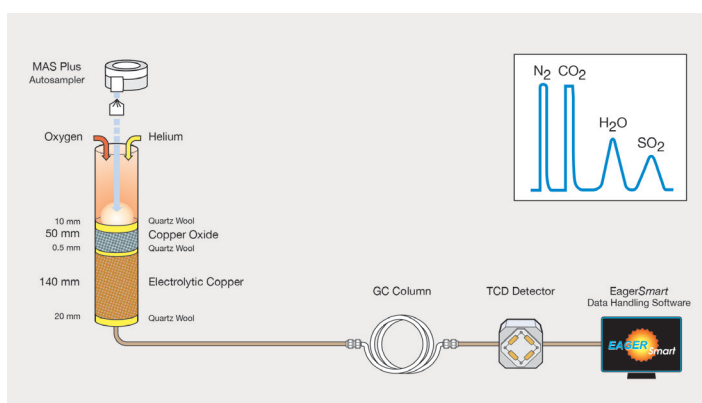 MAS Plus
Autosampler
Oxygen
Helium
10 mm
Quartz Wool
50 mm
Copper Oxide
0.5 mm
Quartz Wool
140 mm
Electrolytic Copper
20 mm
Quartz Wool
GC Column
TCD Detector
EagerSmart
Data Handling Software
EAGER Smart
N2 CO2
H2O
SO2